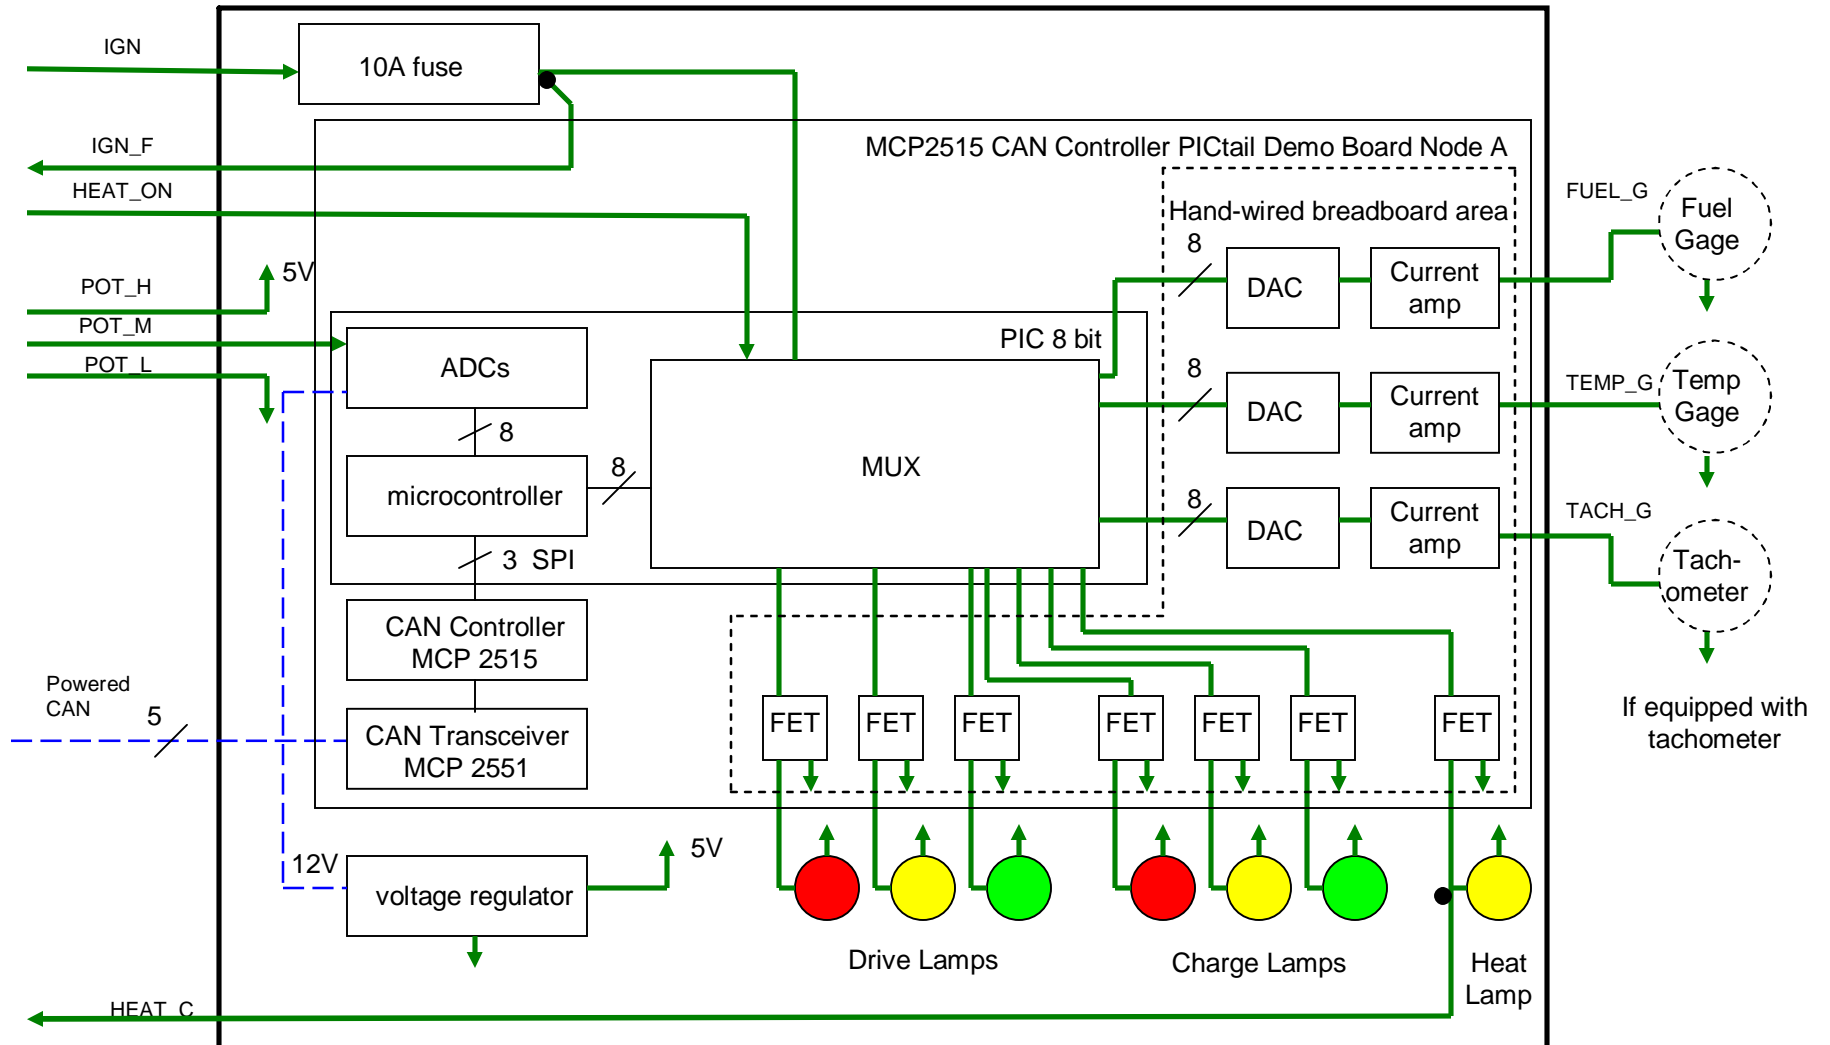 IGN
10A fuse
IGN_F
HEAT_ON
MCP2515 CAN Controller PICtail Demo Board Node A
Hand-wired breadboard area
FUEL_G
Fuel
Gage
8
DAC
Current
amp
POT_H
5V
POT_M
POT_L
PIC 8 bit
ADCs
8
DAC
Current
amp
TEMP_G
Temp
Gage
8
microcontroller
8
MUX
8
DAC
Current
amp
TACH_G
Tach-
ometer
3 SPI
CAN Controller
MCP 2515
Powered
CAN
5
CAN Transceiver
MCP 2551
FET
FET
FET
FET
FET
FET
FET
If equipped with
tachometer
12V
voltage regulator
5V
Drive Lamps
Charge Lamps
Heat
Lamp
HEAT_C